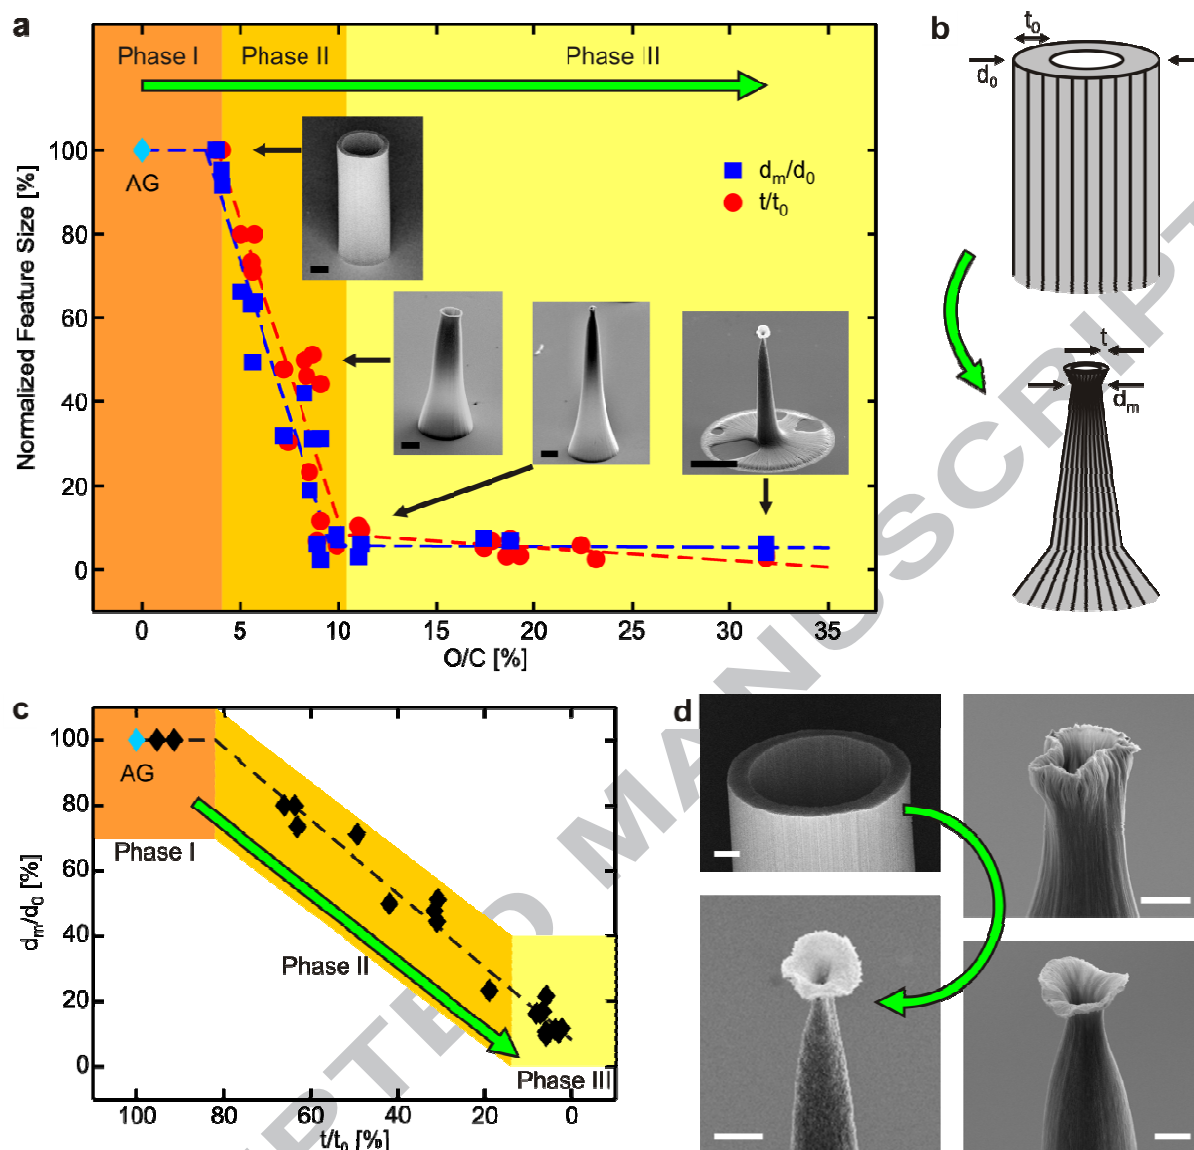 a
Phase I
Phase II
Phase III
AG
d_m/d_0
t/t_0
Normalized Feature Size [%]
100
80
60
40
20
0
0
5
10
15
20
25
30
35
O/C [%]
b
t_0
d_0
t
d_m
c
100
80
60
40
20
0
AG
Phase I
Phase II
Phase III
d_m/d_0 [%]
100
80
60
40
20
0
t/t_0 [%]
d
ACCEPTED MANUSCRIPT